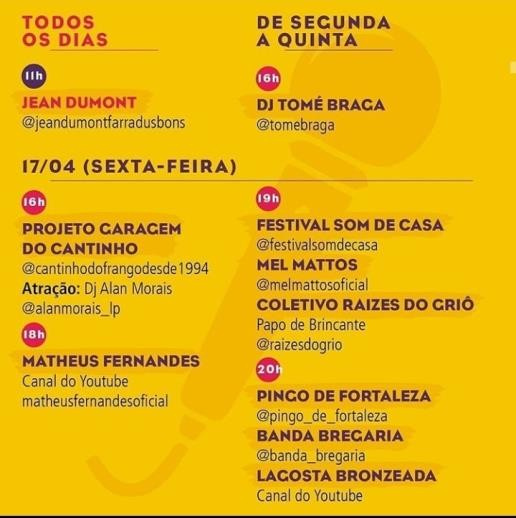 TODOS
OS DIAS
11h
JEAN DUMONT
@jeandumontfarradusbons
DE SEGUNDA
A QUINTA
16h
DJ TOMÉ BRAGA
@tomebraga
17/04 (SEXTA-FEIRA)
16h
PROJETO GARAGEM
DO CANTINHO
@cantinhodofrangodesde1994
Atração: Dj Alan Morais
@alanmorais_lp
18h
MATHEUS FERNANDES
Canal do Youtube
matheusfernandesoficial
19h
FESTIVAL SOM DE CASA
@festivalsomdecasa
MEL MATTOS
@melmattosoficial
COLETIVO RAIZES DO GRIÔ
Papo de Brincante
@raizesdogrio
20h
PINGO DE FORTALEZA
@pingo_de_fortaleza
BANDA BREGARIA
@banda_bregaria
LAGOSTA BRONZEADA
Canal do Youtube